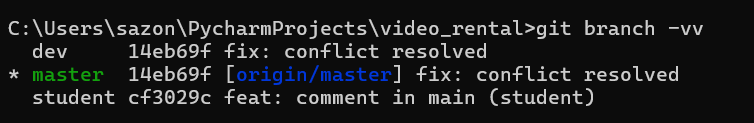 C:\Users\sazon\PycharmProjects\video_rental>git branch -vv
  dev     14eb69f fix: conflict resolved
* master  14eb69f [origin/master] fix: conflict resolved
  student cf3029c feat: comment in main (student)